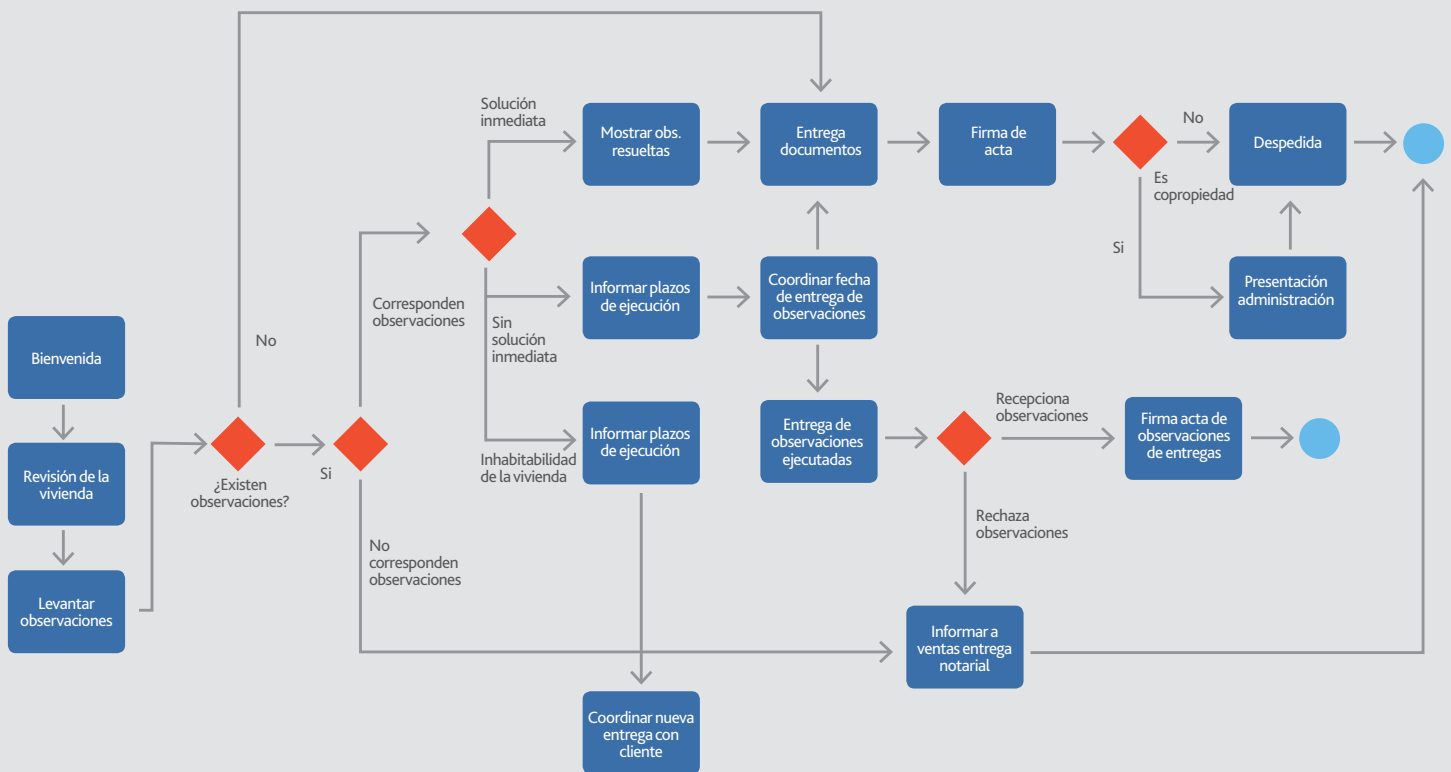 Solución
inmediata
Mostrar obs.
resueltas
Entrega
documentos
Firma de
acta
No
Despedida
Es
copropiedad
Si
Presentación
administración
Corresponden
observaciones
Informar plazos
de ejecución
Coordinar fecha
de entrega de
observaciones
Sin
solución
inmediata
No
Bienvenida
Revisión de la
vivienda
Levantar
observaciones
¿Existen
observaciones?
Si
Inhabitabilidad
de la vivienda
Informar plazos
de ejecución
Entrega de
observaciones
ejecutadas
Recepciona
observaciones
Firma acta de
observaciones
de entregas
Rechaza
observaciones
No
corresponden
observaciones
Informar a
ventas entrega
notarial
Coordinar nueva
entrega con
cliente